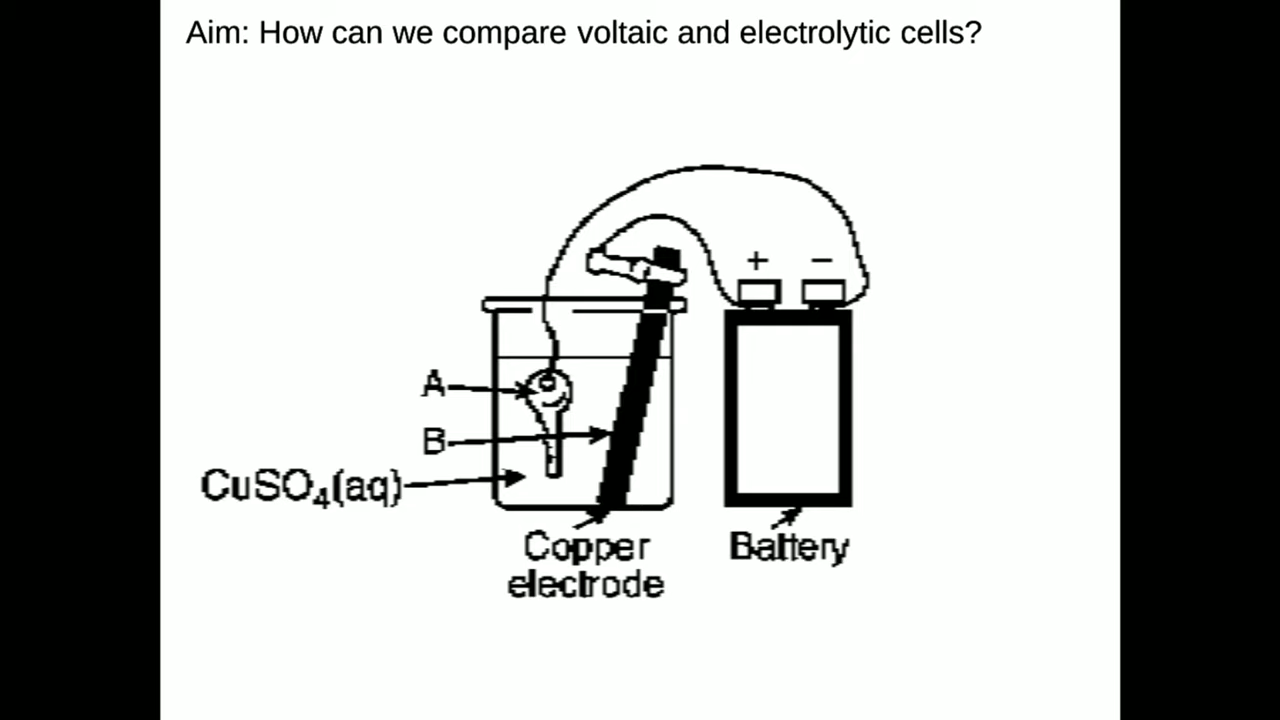 Aim: How can we compare voltaic and electrolytic cells?
+ −
A
B
CuSO₄(aq)
Copper
electrode
Battery